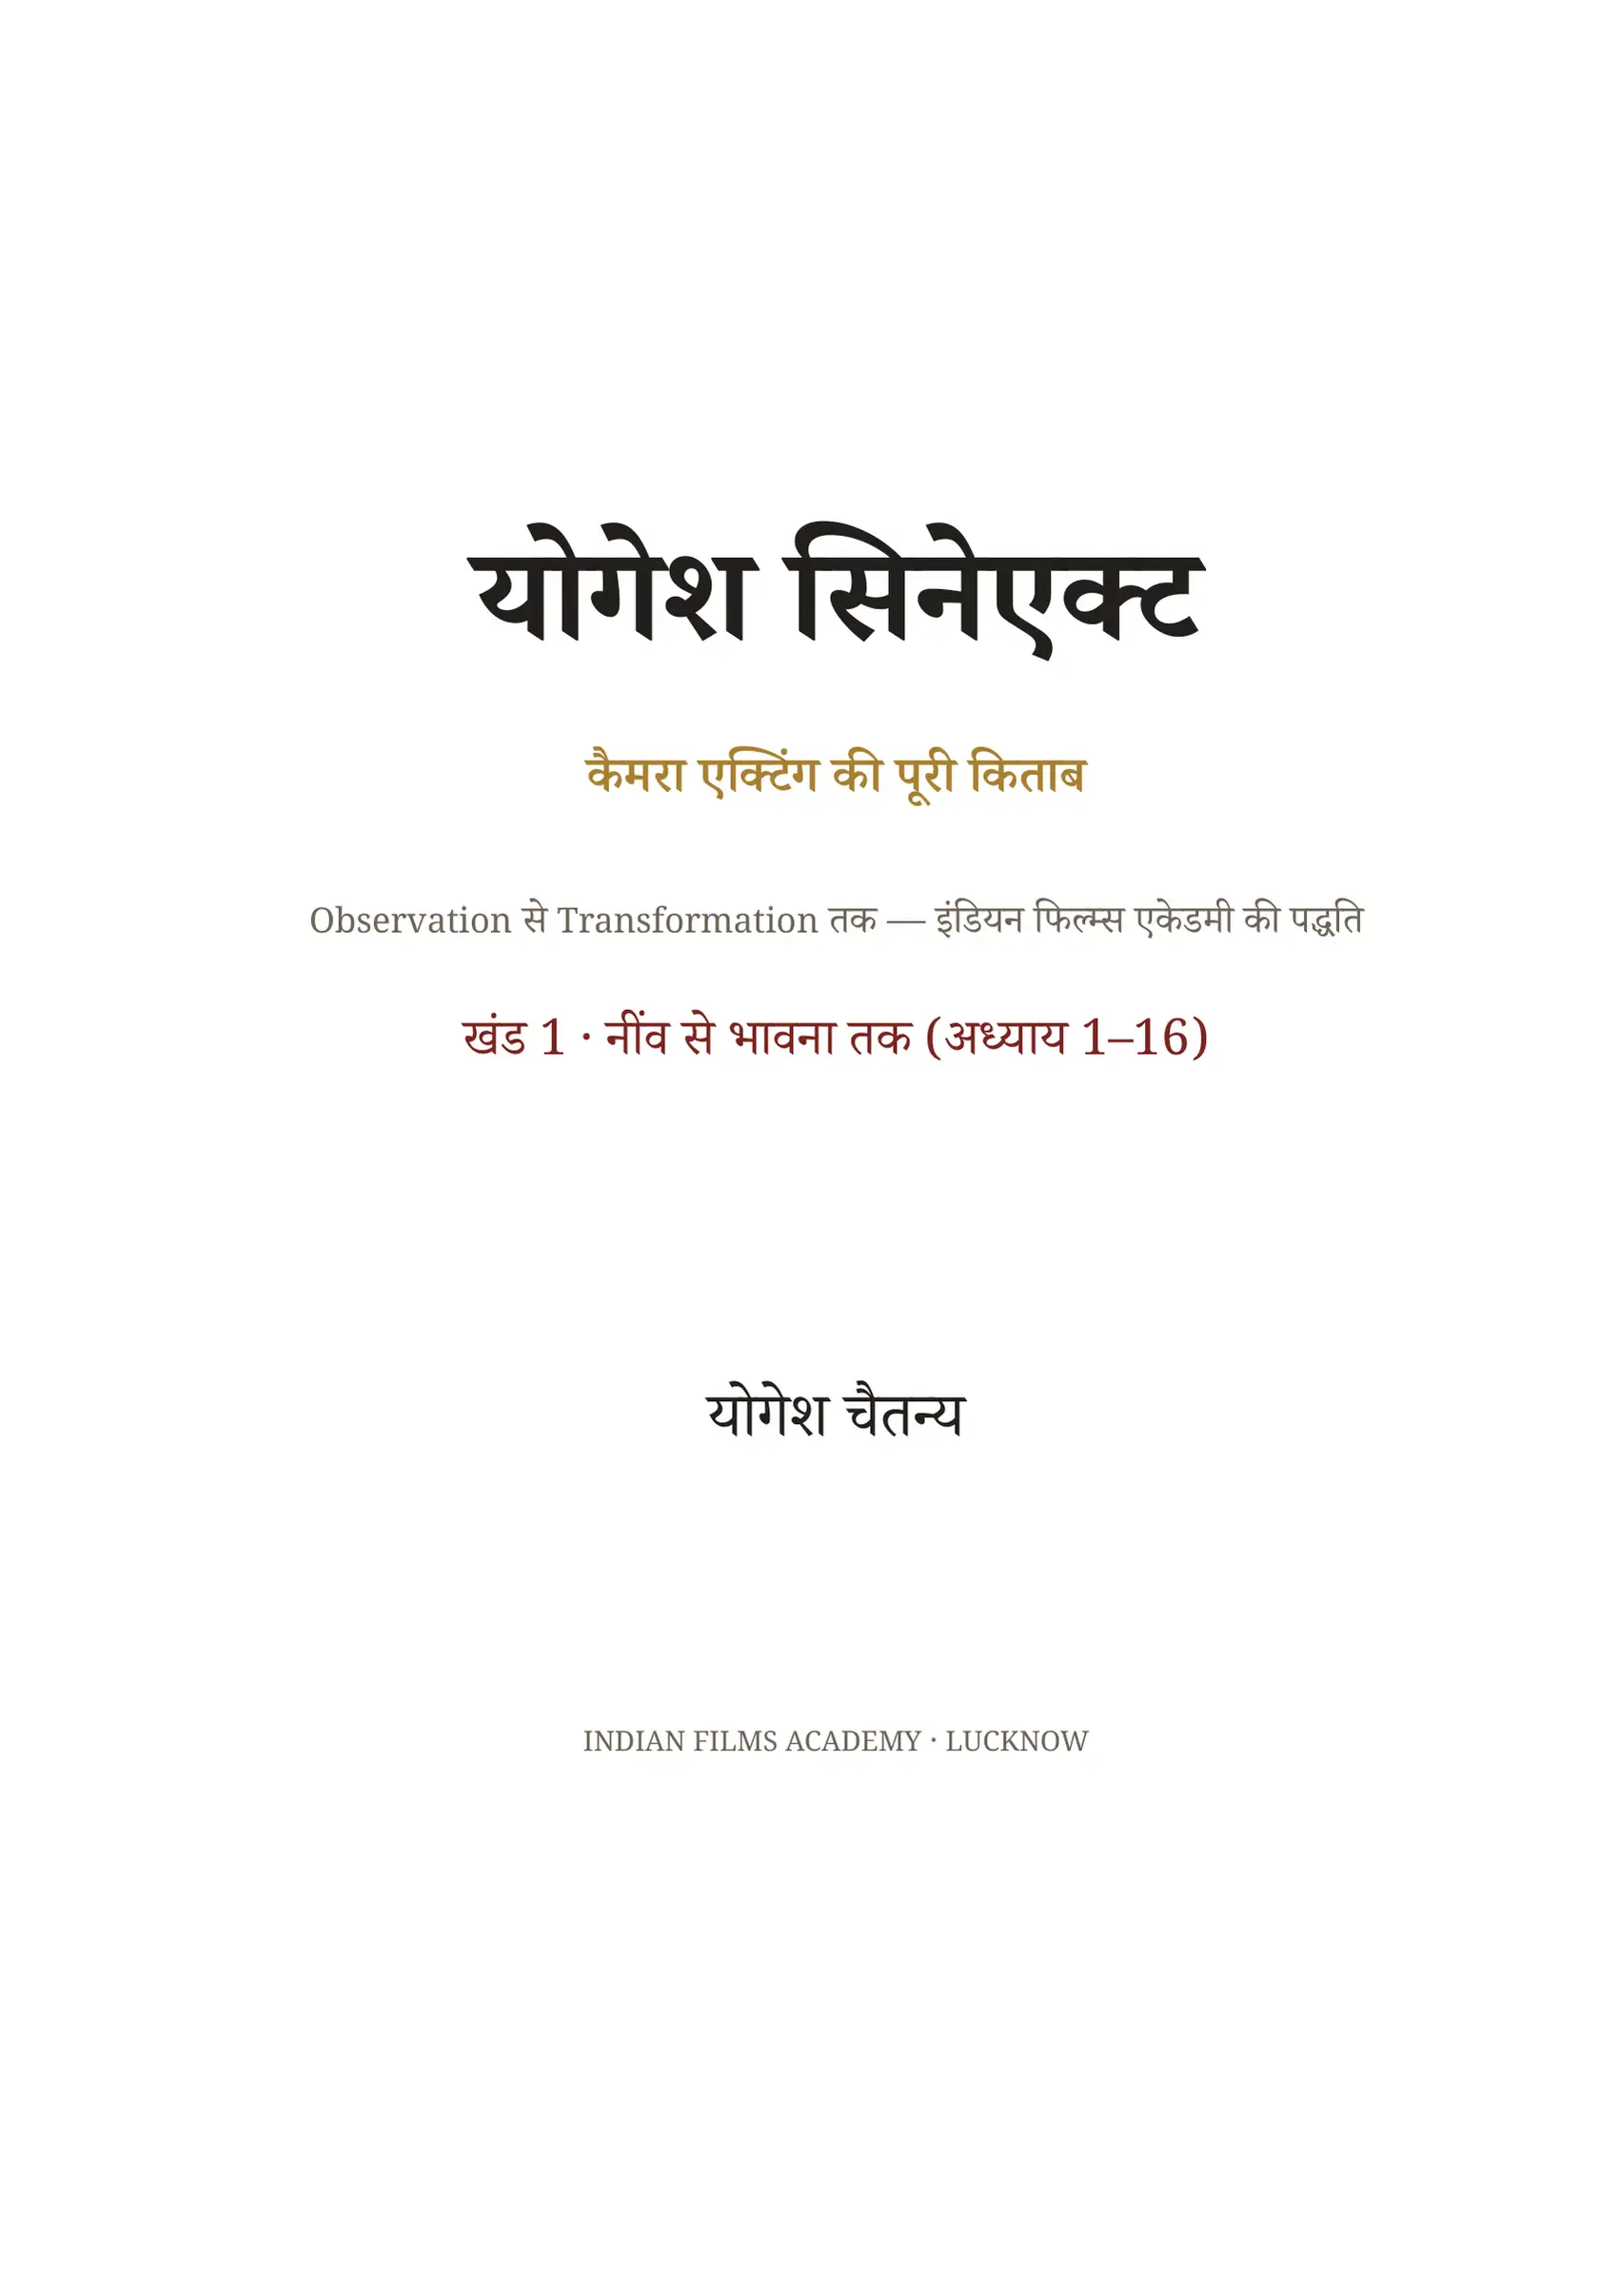 योगेश सिनेएक्ट
कैमरा एक्टिंग की पूरी किताब
Observation से Transformation तक — इंडियन फिल्म्स एकेडमी की पद्धति
खंड 1 · नींव से भावना तक (अध्याय 1–16)
योगेश चैतन्य
INDIAN FILMS ACADEMY · LUCKNOW